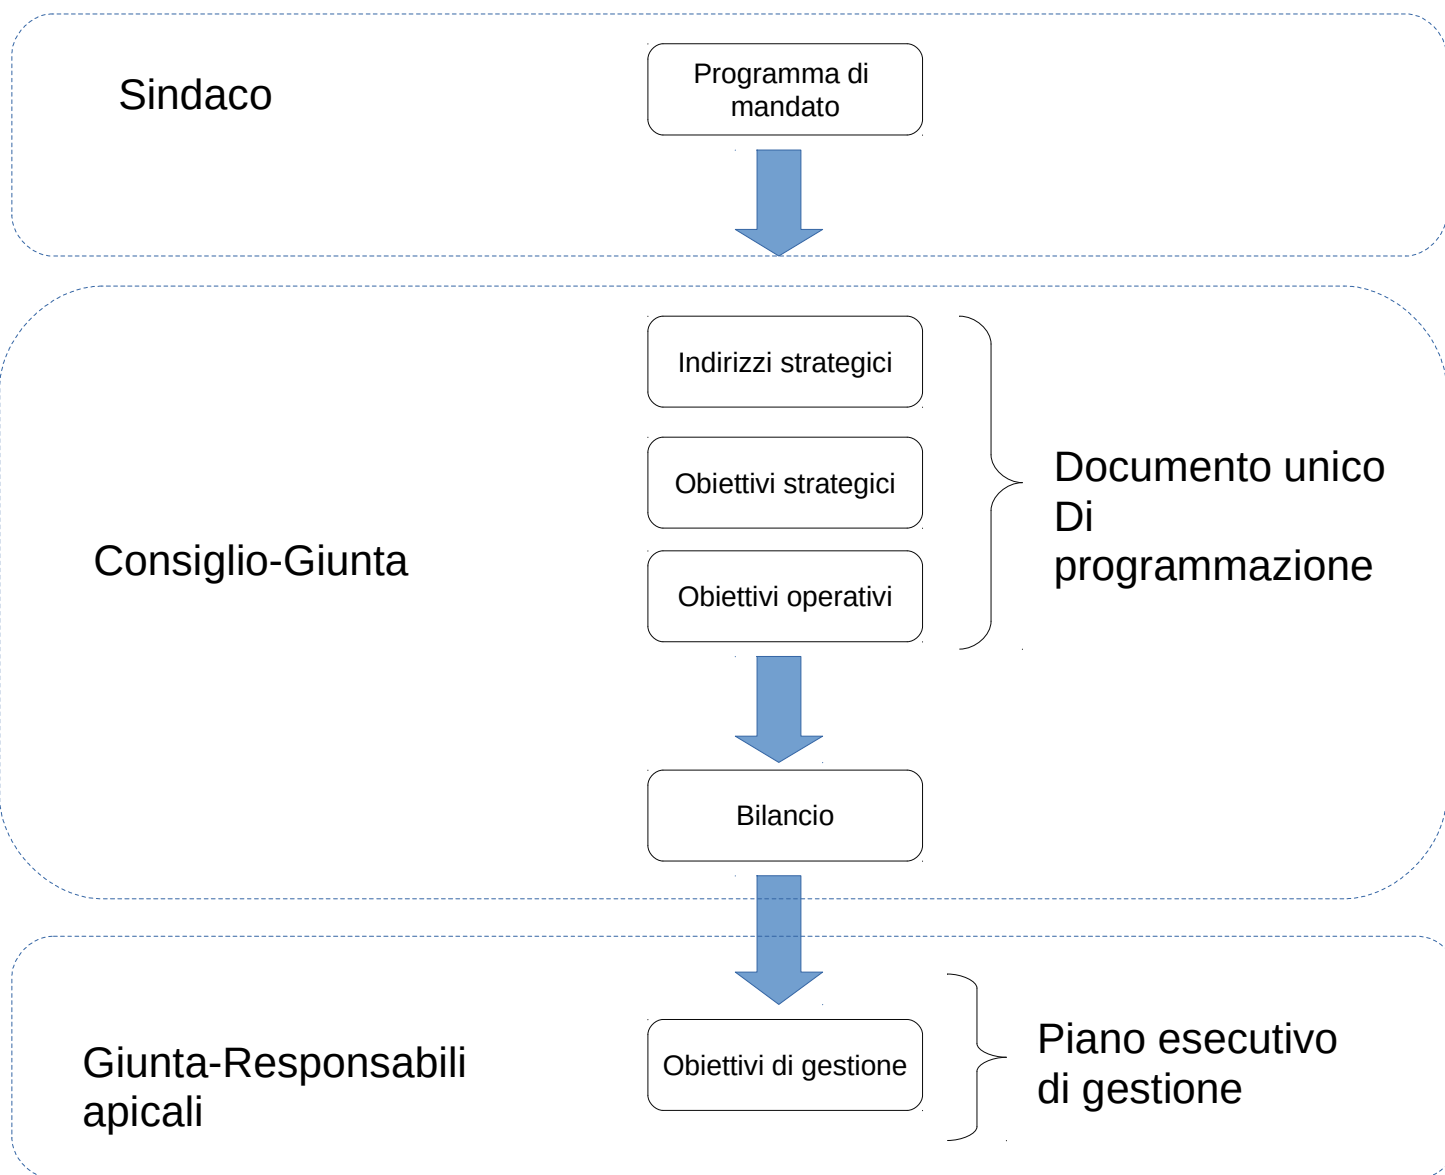 Sindaco
Programma di
mandato
Indirizzi strategici
Obiettivi strategici
Obiettivi operativi
Documento unico
Di
programmazione
Consiglio-Giunta
Bilancio
Giunta-Responsabili
apicali
Obiettivi di gestione
Piano esecutivo
di gestione